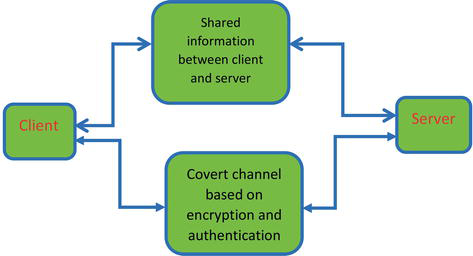 Shared
information
between client
and server
Client
Server
Covert channel
based on
encryption and
authentication